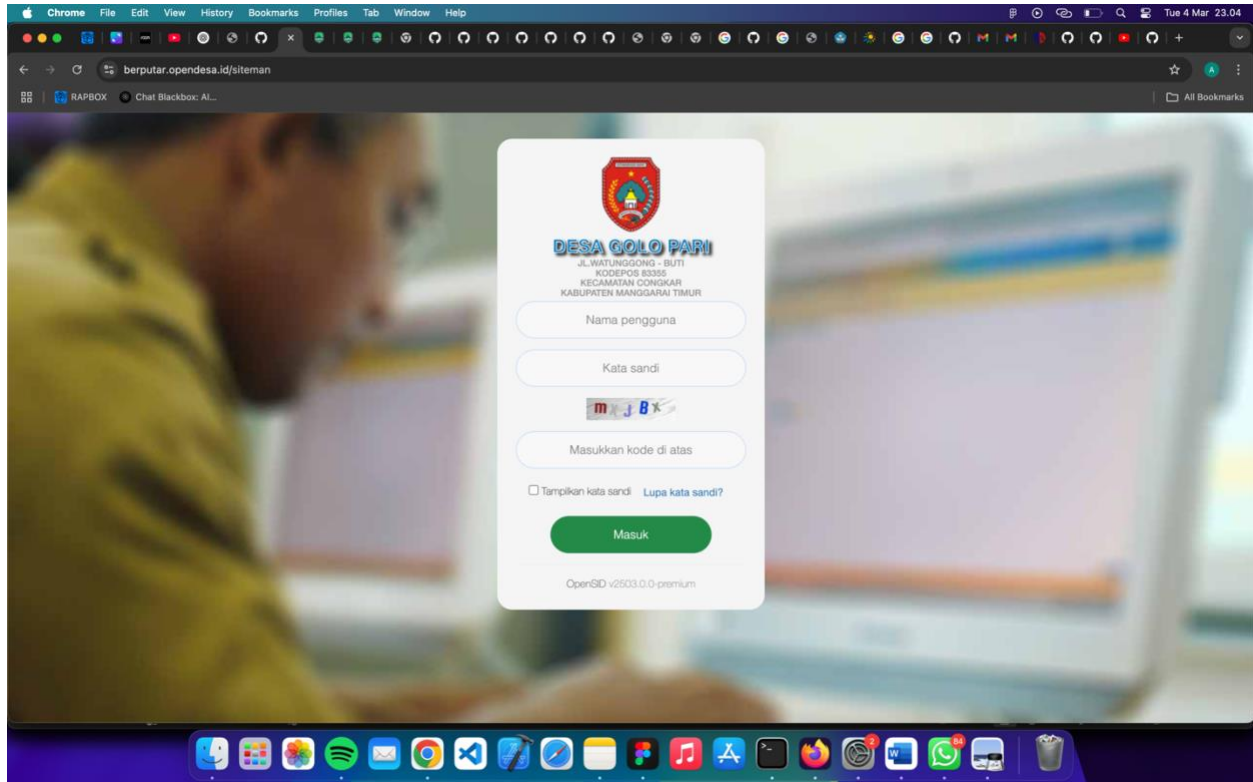 Chrome File Edit View History Bookmarks Profiles Tab Window Help
Tue 4 Mar 23.04
berputar.opendesa.id/siteman
RAPBOX Chat Blackbox: AI...
All Bookmarks
DESA GOLO PARI
JL.WATUNGGONG - BUTI
KODEPOS 83355
KECAMATAN CONGKAR
KABUPATEN MANGGARAI TIMUR
Nama pengguna
Kata sandi
Masukkan kode di atas
Tampilkan kata sandi Lupa kata sandi?
Masuk
OpenSID v2503.0.0-premium